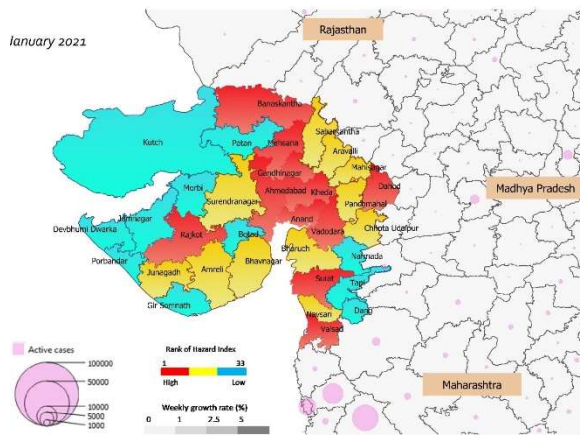 January 2021
Rajasthan
Banaskantha
Sabarkantha
Patan
Mehsana
Kutch
Aravalli
Mahisagar
Gandhinagar
Dahod
Madhya Pradesh
Morbi
Surendranagar
Ahmedabad
Kheda
Panchmahal
Jamnagar
Anand
Devbhumi Dwarka
Rajkot
Botad
Vadodara
Chhota Udaipur
Bharuch
Narmada
Porbandar
Bhavnagar
Junagadh
Amreli
Surat
Tapi
Gir Somnath
Navsari
Dang
Valsad
Active cases
100000
50000
10000
5000
1000
Rank of Hazard Index
1 33
High Low
Weekly growth rate (%)
0 1 2.5 5
Maharashtra